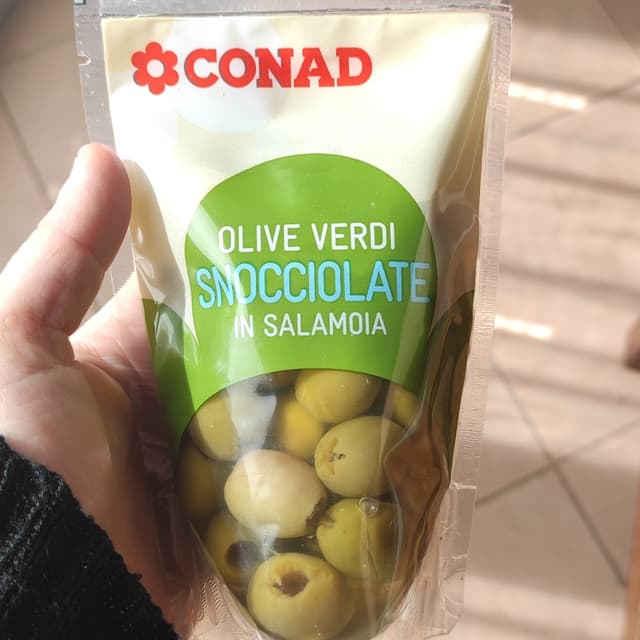 CONAD
OLIVE VERDI
SNOCCIOLATE
IN SALAMOIA